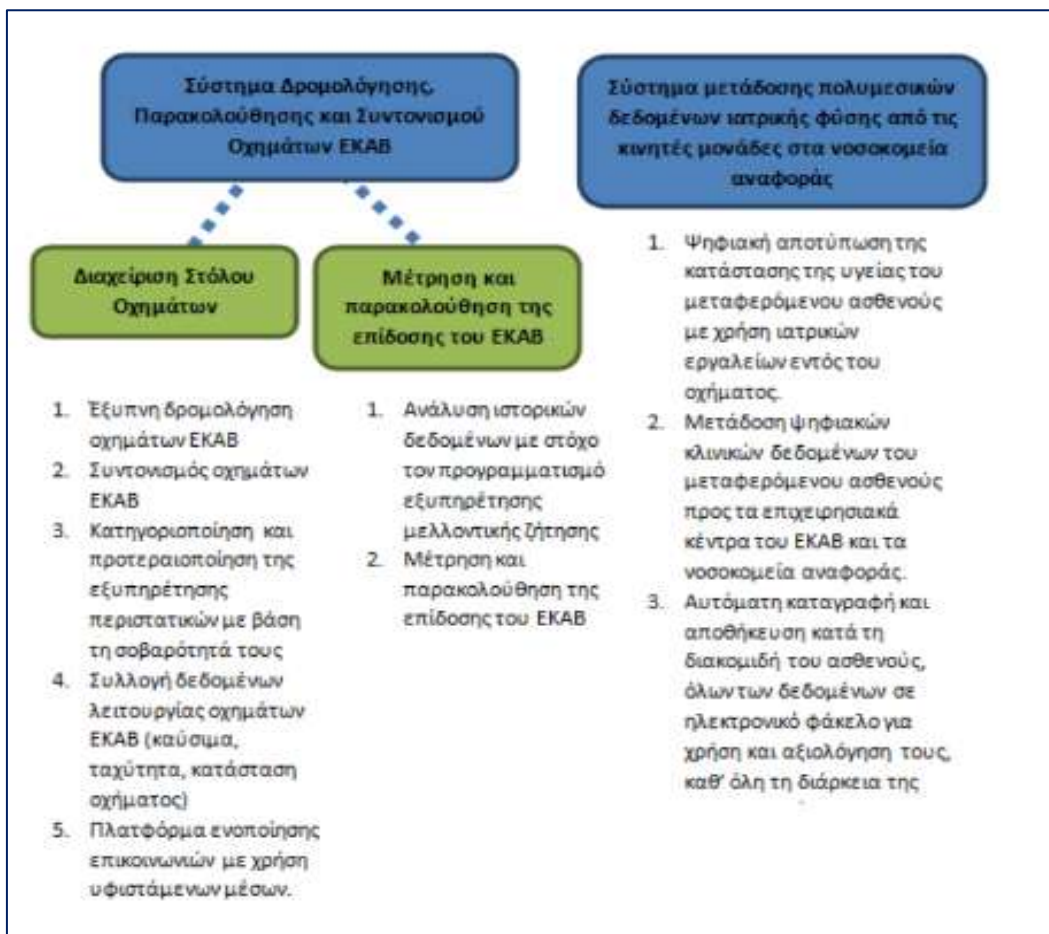 Σύστημα Δρομολόγησης,
Παρακολούθησης και Συντονισμού
Οχημάτων ΕΚΑΒ
Σύστημα μετάδοσης πολυμεσικών
δεδομένων ιατρικής φύσης από τις
κινητές μονάδες στα νοσοκομεία
αναφοράς
Διαχείριση Στόλου
Οχημάτων
Μέτρηση και
παρακολούθηση της
επίδοσης του ΕΚΑΒ
1. Έξυπνη δρομολόγηση
οχημάτων ΕΚΑΒ
2. Συντονισμός οχημάτων
ΕΚΑΒ
3. Κατηγοριοποίηση και
προτεραιοποίηση της
εξυπηρέτησης
περιστατικών με βάση
τη σοβαρότητά τους
4. Συλλογή δεδομένων
λειτουργίας οχημάτων
ΕΚΑΒ (καύσιμα,
ταχύτητα, κατάσταση
οχήματος)
5. Πλατφόρμα ενοποίησης
επικοινωνιών με χρήση
υφιστάμενων μέσων.
1. Ανάλυση ιστορικών
δεδομένων με στόχο
τον προγραμματισμό
εξυπηρέτησης
μελλοντικής ζήτησης
2. Μέτρηση και
παρακολούθηση της
επίδοσης του ΕΚΑΒ
1. Ψηφιακή αποτύπωση της
κατάστασης της υγείας του
μεταφερόμενου ασθενούς
με χρήση ιατρικών
εργαλείων εντός του
οχήματος.
2. Μετάδοση ψηφιακών
κλινικών δεδομένων του
μεταφερόμενου ασθενούς
προς τα επιχειρησιακά
κέντρα του ΕΚΑΒ και τα
νοσοκομεία αναφοράς.
3. Αυτόματη καταγραφή και
αποθήκευση κατά τη
διακομιδή του ασθενούς,
όλων των δεδομένων σε
ηλεκτρονικό φάκελο για
χρήση και αξιολόγηση τους,
καθ' όλη τη διάρκεια της